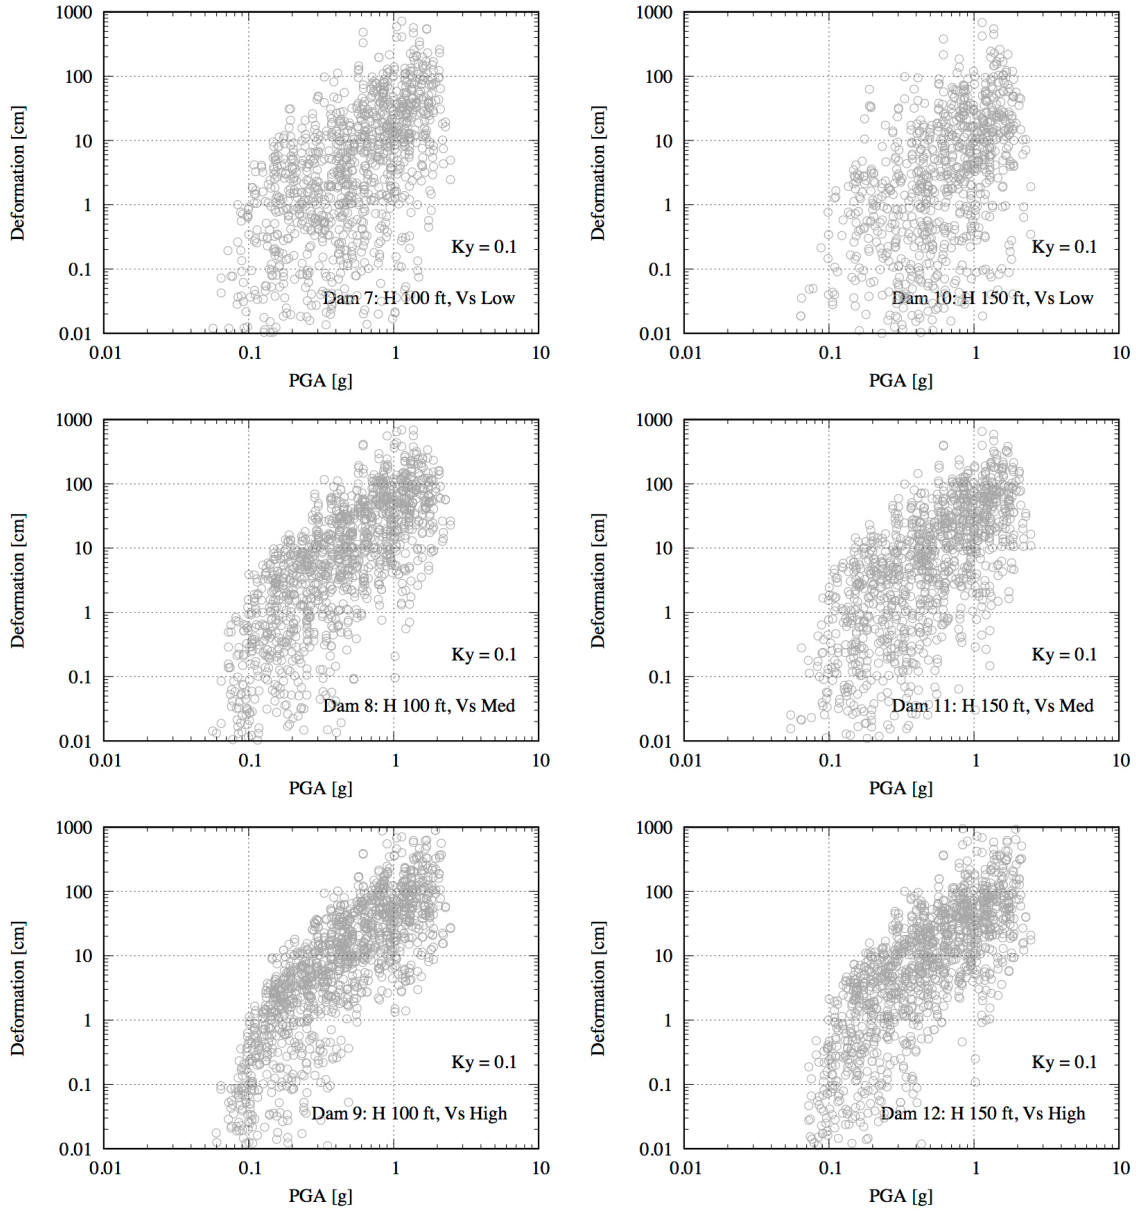 1000
100
10
1
0.1
0.01
Deformation [cm]
Ky = 0.1
Dam 7: H 100 ft, Vs Low
0.01 0.1 1 10
PGA [g]
1000
100
10
1
0.1
0.01
Deformation [cm]
Ky = 0.1
Dam 10: H 150 ft, Vs Low
0.01 0.1 1 10
PGA [g]
1000
100
10
1
0.1
0.01
Deformation [cm]
Ky = 0.1
Dam 8: H 100 ft, Vs Med
0.01 0.1 1 10
PGA [g]
1000
100
10
1
0.1
0.01
Deformation [cm]
Ky = 0.1
Dam 11: H 150 ft, Vs Med
0.01 0.1 1 10
PGA [g]
1000
100
10
1
0.1
0.01
Deformation [cm]
Ky = 0.1
Dam 9: H 100 ft, Vs High
0.01 0.1 1 10
PGA [g]
1000
100
10
1
0.1
0.01
Deformation [cm]
Ky = 0.1
Dam 12: H 150 ft, Vs High
0.01 0.1 1 10
PGA [g]